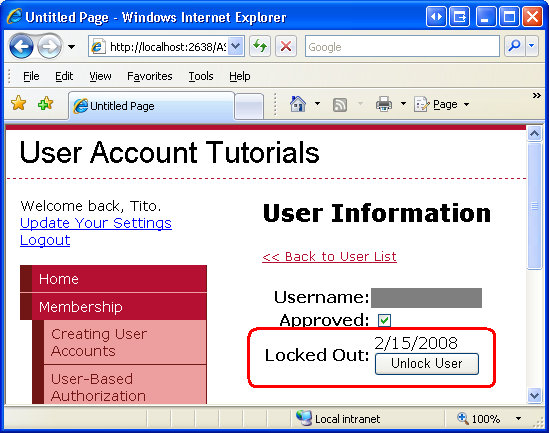 Untitled Page - Windows Internet Explorer
http://localhost:2638/AS
Google
File Edit View Favorites Tools Help
Untitled Page
Page
User Account Tutorials
Welcome back, Tito.
Update Your Settings
Logout
Home
Membership
Creating User
Accounts
User-Based
Authorization
User Information
<< Back to User List
Username:
Approved:
Locked Out:
2/15/2008
Unlock User
Local intranet
100%